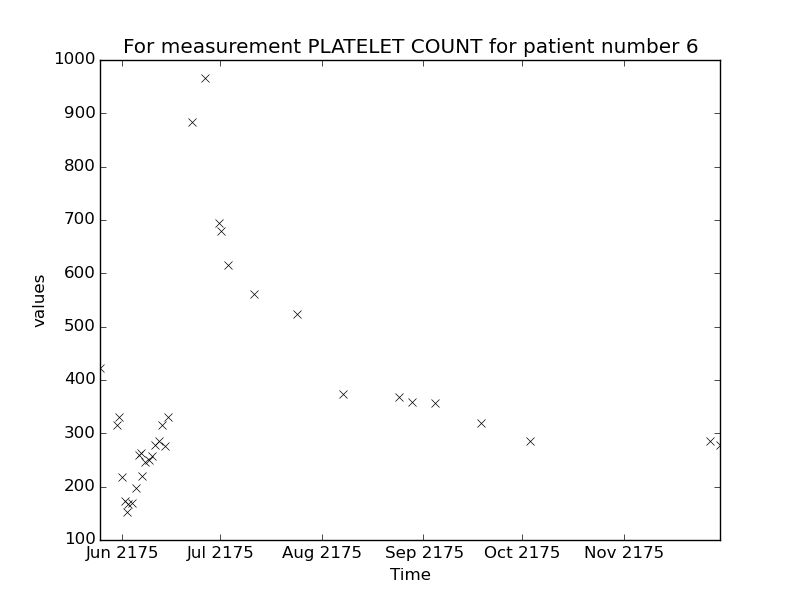 For measurement PLATELET COUNT for patient number 6
1000
900
800
700
600
500
400
300
200
100
values
Jun 2175 Jul 2175 Aug 2175 Sep 2175 Oct 2175 Nov 2175
Time